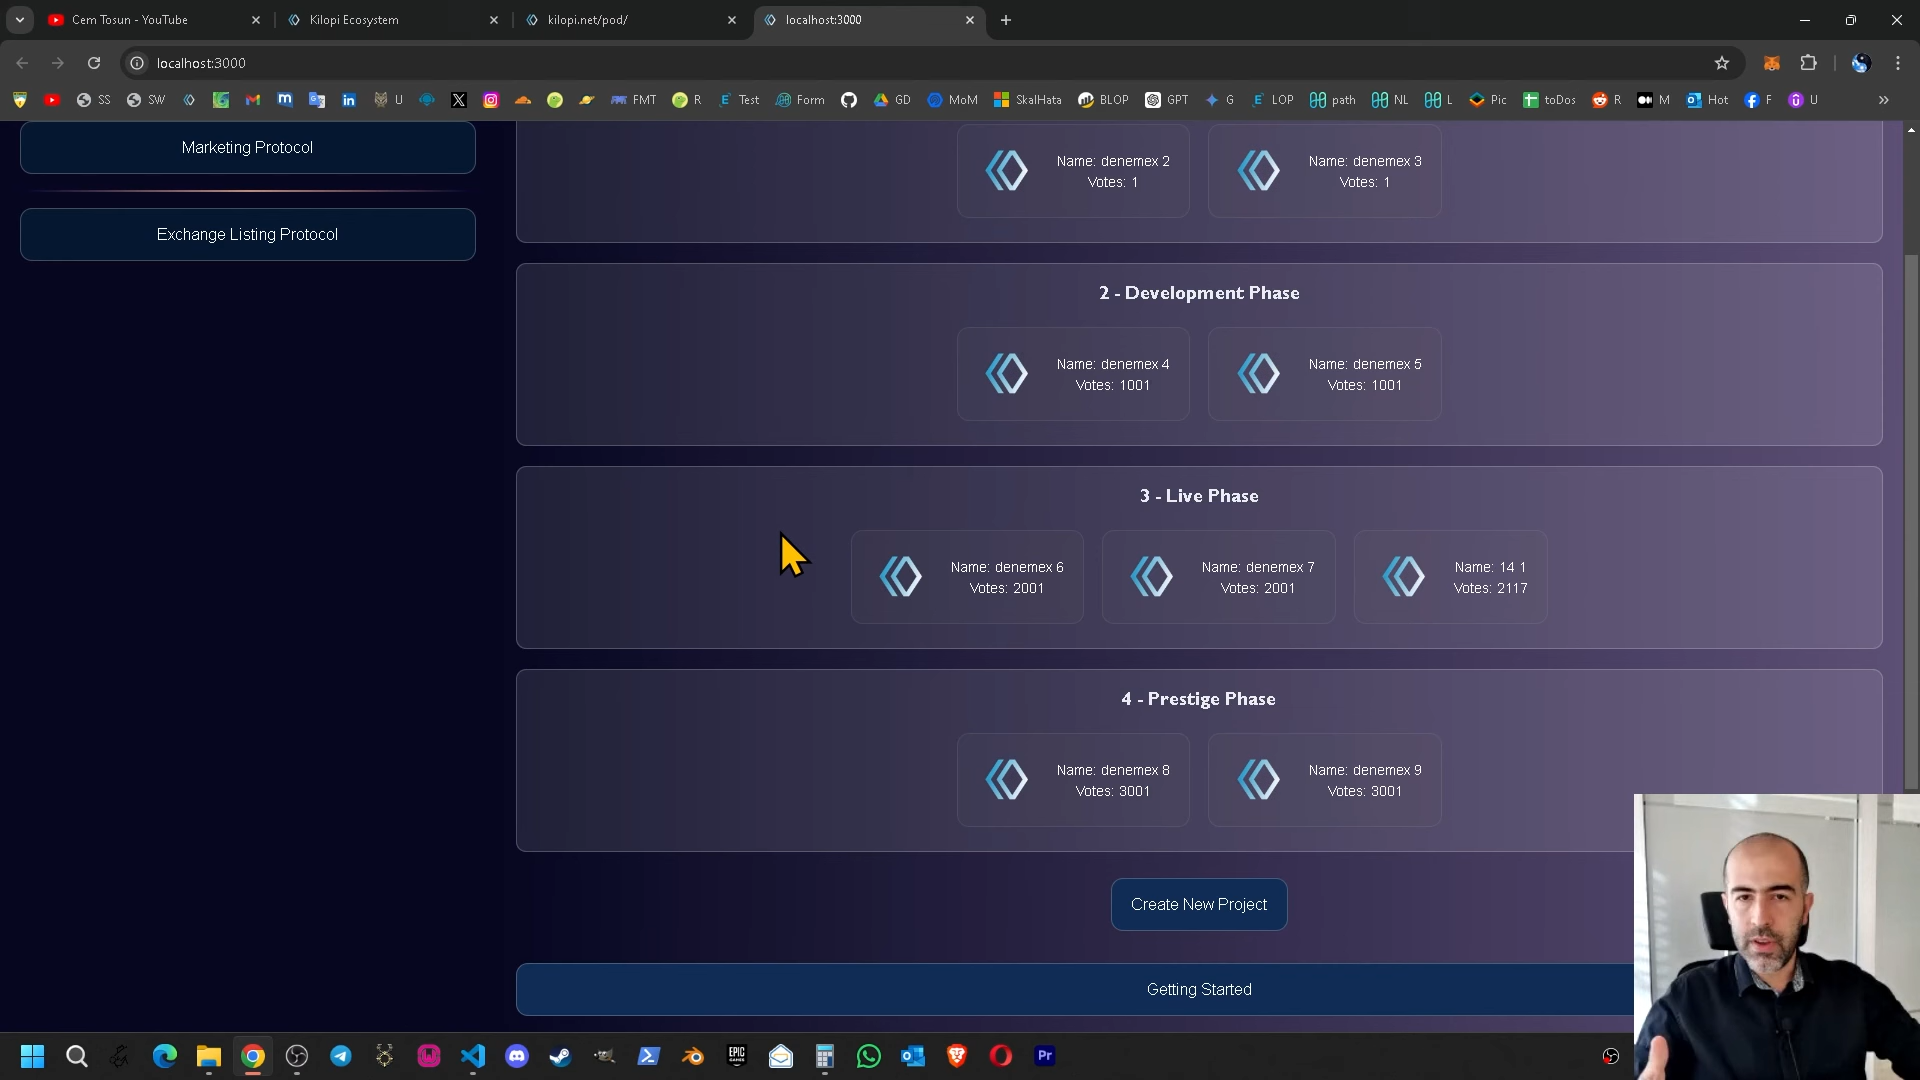 Cem Tosun - YouTube
Kilopi Ecosystem
kilopi.net/pod/
localhost:3000
localhost:3000
SS
SW
U
FMT
R
Test
Form
GD
MoM
SkalHata
BLOP
GPT
G
LOP
path
NL
L
Pic
toDos
R
M
Hot
F
U
Marketing Protocol
Exchange Listing Protocol
Name: denemex 2
Votes: 1
Name: denemex 3
Votes: 1
2 - Development Phase
Name: denemex 4
Votes: 1001
Name: denemex 5
Votes: 1001
3 - Live Phase
Name: denemex 6
Votes: 2001
Name: denemex 7
Votes: 2001
Name: 14 1
Votes: 2117
4 - Prestige Phase
Name: denemex 8
Votes: 3001
Name: denemex 9
Votes: 3001
Create New Project
Getting Started
EPIC
GAMES
Pr